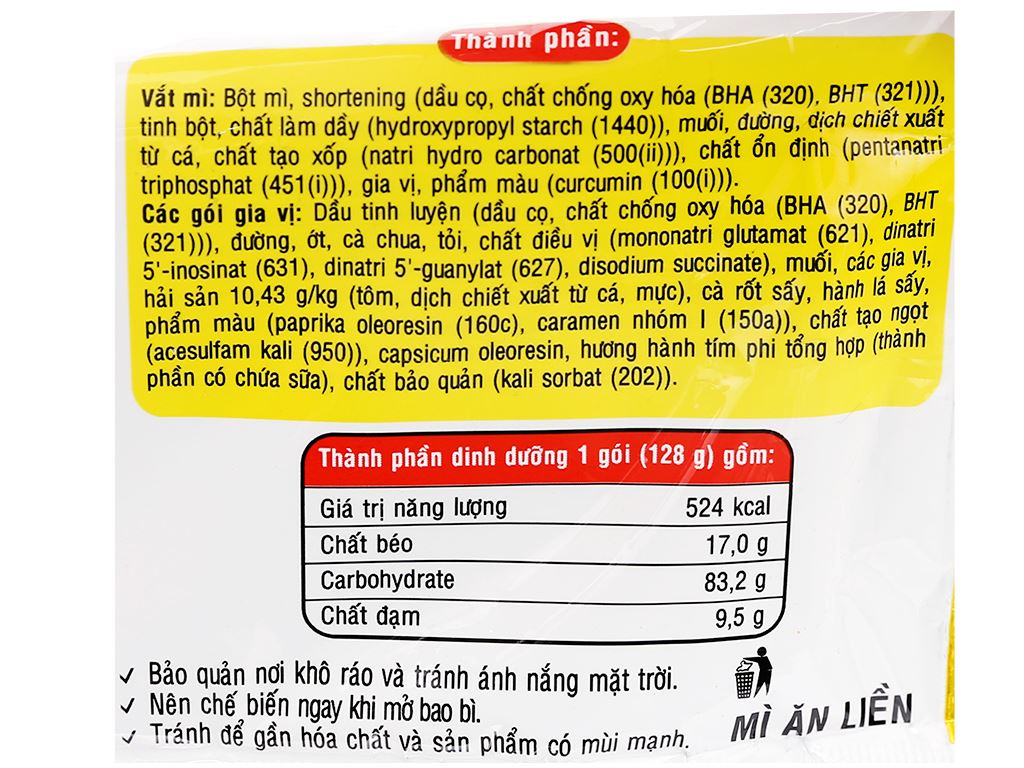 Thành phần:
Vắt mì: Bột mì, shortening (dầu cọ, chất chống oxy hóa (BHA (320), BHT (321))),
tinh bột, chất làm dầy (hydroxypropyl starch (1440)), muối, đường, dịch chiết xuất
từ cá, chất tạo xốp (natri hydro carbonat (500(ii))), chất ổn định (pentanatri
triphosphat (451(i))), gia vị, phẩm màu (curcumin (100(i))).
Các gói gia vị: Dầu tinh luyện (dầu cọ, chất chống oxy hóa (BHA (320), BHT
(321))), đường, ớt, cà chua, tỏi, chất điều vị (mononatri glutamat (621), dinatri
5'-inosinat (631), dinatri 5'-guanylat (627), disodium succinate), muối, các gia vị,
hải sản 10,43 g/kg (tôm, dịch chiết xuất từ cá, mực), cà rốt sấy, hành lá sấy,
phẩm màu (paprika oleoresin (160c), caramen nhóm I (150a)), chất tạo ngọt
(acesulfam kali (950)), capsicum oleoresin, hương hành tím phi tổng hợp (thành
phần có chứa sữa), chất bảo quản (kali sorbat (202)).
Thành phần dinh dưỡng 1 gói (128 g) gồm:
Giá trị năng lượng 524 kcal
Chất béo 17,0 g
Carbohydrate 83,2 g
Chất đạm 9,5 g
✓ Bảo quản nơi khô ráo và tránh ánh nắng mặt trời.
✓ Nên chế biến ngay khi mở bao bì.
✓ Tránh để gần hóa chất và sản phẩm có mùi mạnh.
MÌ ĂN LIỀN